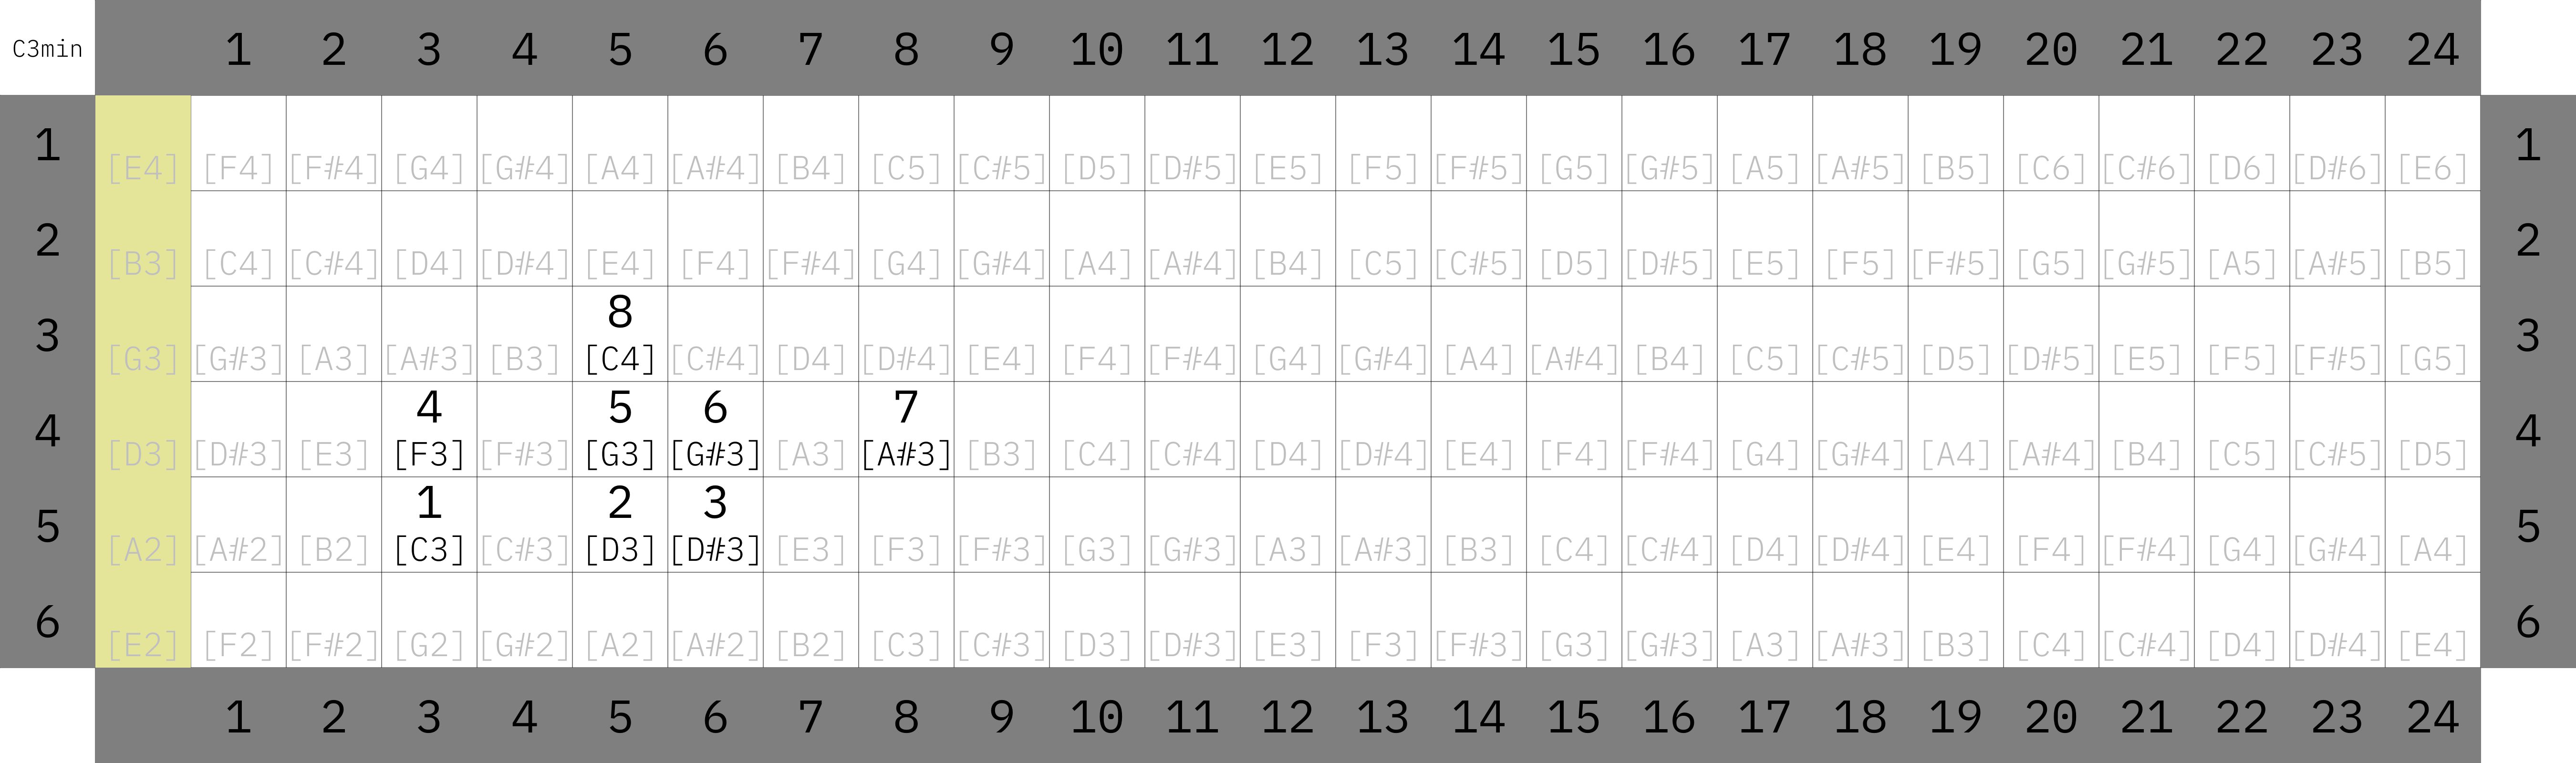 C3min 1 2 3 4 5 6 7 8 9 10 11 12 13 14 15 16 17 18 19 20 21 22 23 24
1 [E4] [F4] [F#4] [G4] [G#4] [A4] [A#4] [B4] [C5] [C#5] [D5] [D#5] [E5] [F5] [F#5] [G5] [G#5] [A5] [A#5] [B5] [C6] [C#6] [D6] [D#6] [E6] 1
2 [B3] [C4] [C#4] [D4] [D#4] [E4] [F4] [F#4] [G4] [G#4] [A4] [A#4] [B4] [C5] [C#5] [D5] [D#5] [E5] [F5] [F#5] [G5] [G#5] [A5] [A#5] [B5] 2
8
3 [G3] [G#3] [A3] [A#3] [B3] [C4] [C#4] [D4] [D#4] [E4] [F4] [F#4] [G4] [G#4] [A4] [A#4] [B4] [C5] [C#5] [D5] [D#5] [E5] [F5] [F#5] [G5] 3
4 5 6 7
4 [D3] [D#3] [E3] [F3] [F#3] [G3] [G#3] [A3] [A#3] [B3] [C4] [C#4] [D4] [D#4] [E4] [F4] [F#4] [G4] [G#4] [A4] [A#4] [B4] [C5] [C#5] [D5] 4
1 2 3
5 [A2] [A#2] [B2] [C3] [C#3] [D3] [D#3] [E3] [F3] [F#3] [G3] [G#3] [A3] [A#3] [B3] [C4] [C#4] [D4] [D#4] [E4] [F4] [F#4] [G4] [G#4] [A4] 5
6 [E2] [F2] [F#2] [G2] [G#2] [A2] [A#2] [B2] [C3] [C#3] [D3] [D#3] [E3] [F3] [F#3] [G3] [G#3] [A3] [A#3] [B3] [C4] [C#4] [D4] [D#4] [E4] 6
1 2 3 4 5 6 7 8 9 10 11 12 13 14 15 16 17 18 19 20 21 22 23 24